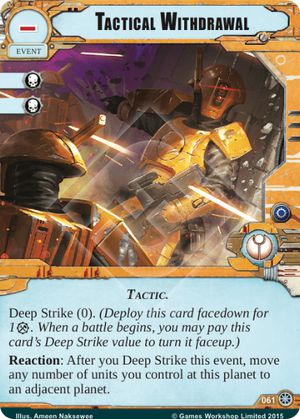 TACTICAL WITHDRAWAL
EVENT
TACTIC.
Deep Strike (0). (Deploy this card facedown for
1. When a battle begins, you may pay this
card's Deep Strike value to turn it faceup.)
Reaction: After you Deep Strike this event, move
any number of units you control at this planet to
an adjacent planet.
061
Illus. Ameen Naksewee
© Games Workshop Limited 2015